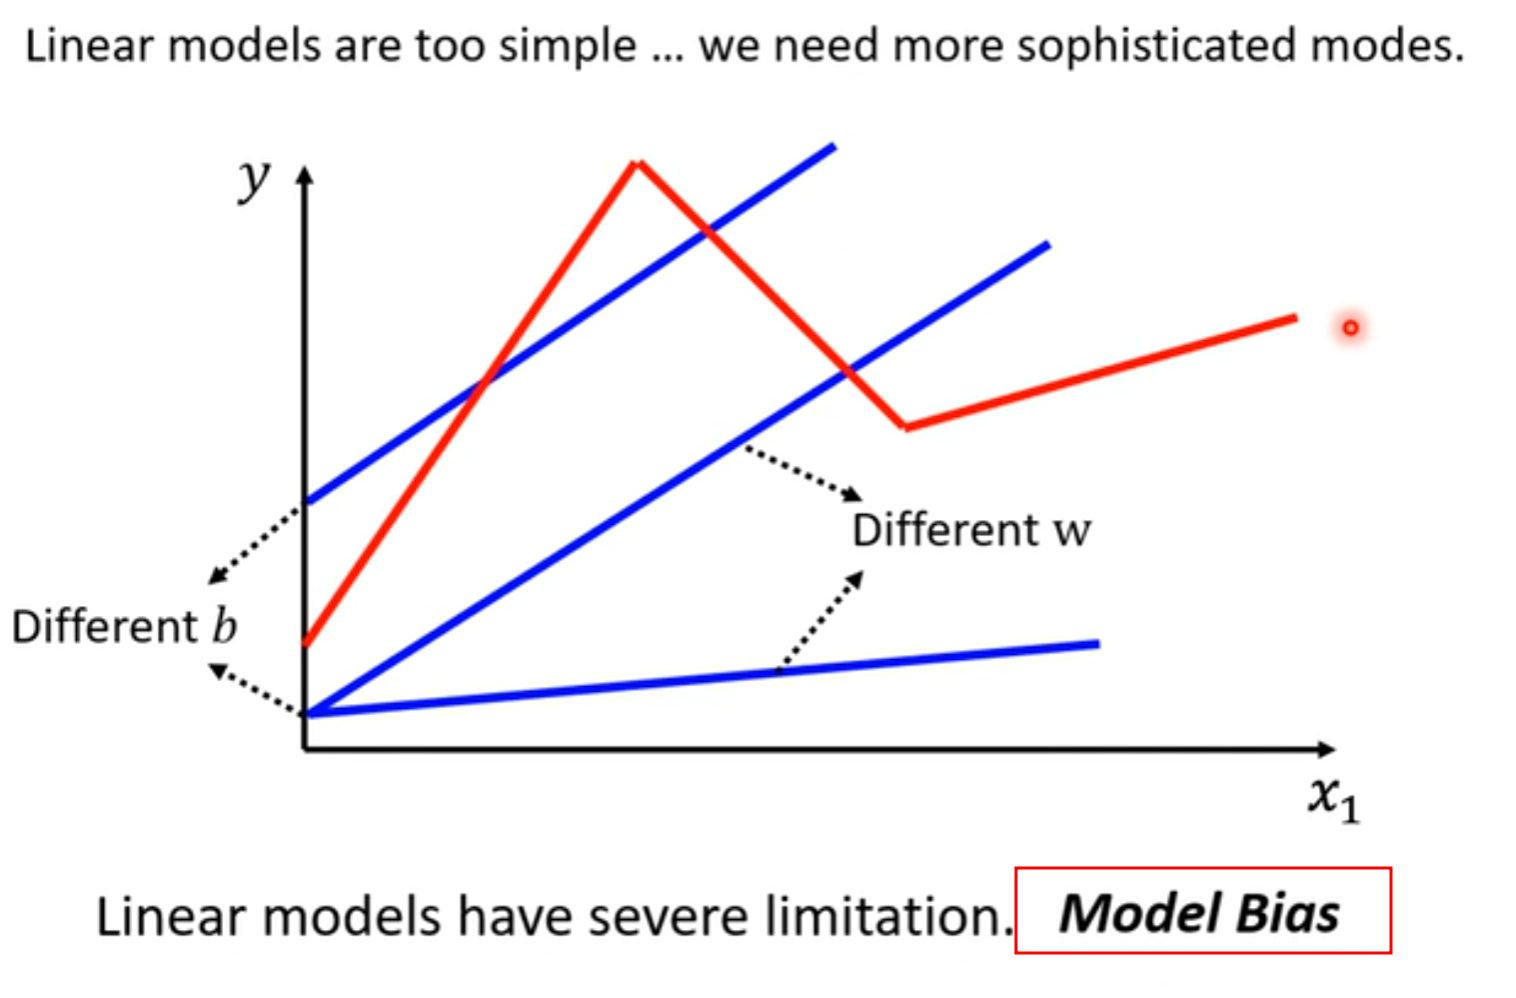 Linear models are too simple ... we need more sophisticated modes.
y
Different w
Different b
x₁
Linear models have severe limitation. Model Bias